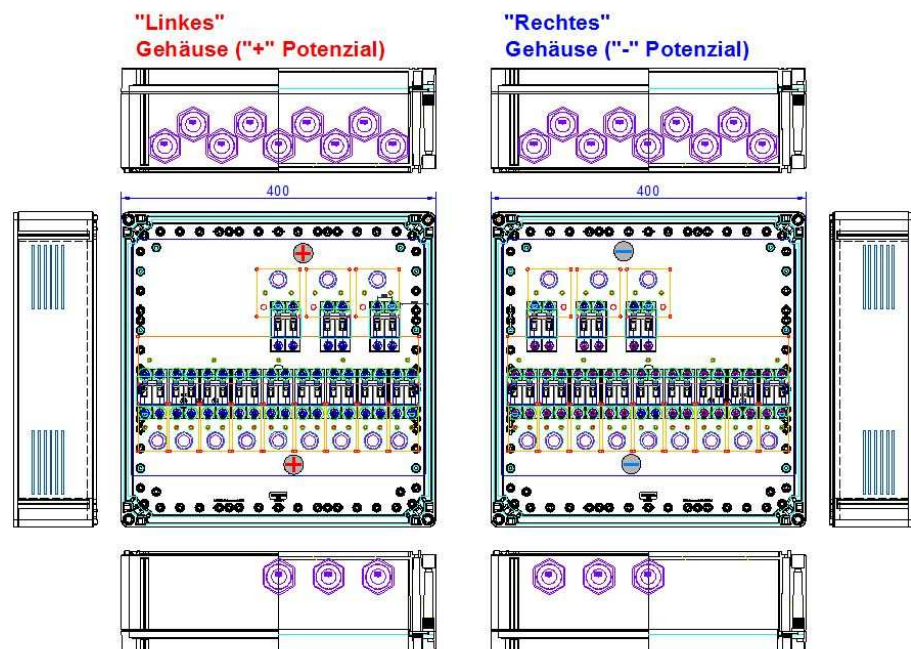 "Linkes"
Gehäuse ("+" Potenzial)
"Rechtes"
Gehäuse ("-" Potenzial)
400
400